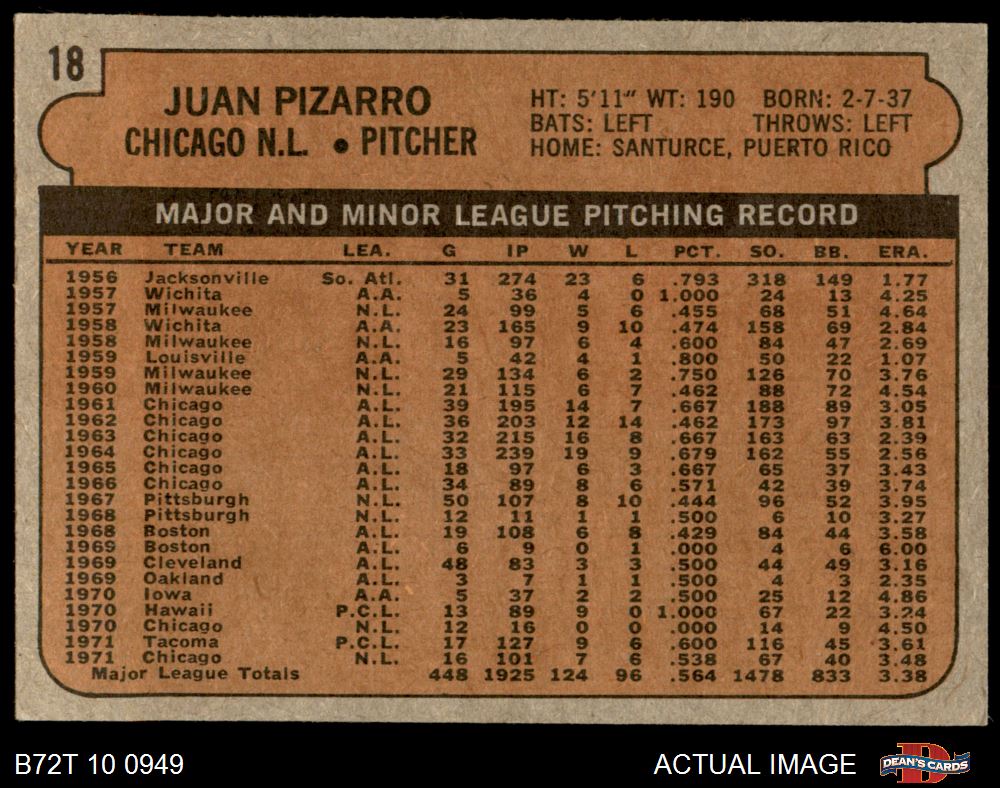 18
JUAN PIZARRO
CHICAGO N.L. • PITCHER
HT: 5'11" WT: 190 BORN: 2-7-37
BATS: LEFT THROWS: LEFT
HOME: SANTURCE, PUERTO RICO
MAJOR AND MINOR LEAGUE PITCHING RECORD
YEAR TEAM LEA. G IP W L PCT. SO. BB. ERA.
1956 Jacksonville So. Atl. 31 274 23 6 .793 318 149 1.77
1957 Wichita A.A. 5 36 4 0 1.000 24 13 4.25
1957 Milwaukee N.L. 24 99 5 6 .455 68 51 4.64
1958 Wichita A.A. 23 165 9 10 .474 158 69 2.84
1958 Milwaukee N.L. 16 97 6 4 .600 84 47 2.69
1959 Louisville A.A. 5 42 4 1 .800 50 22 1.07
1959 Milwaukee N.L. 29 134 6 2 .750 126 70 3.76
1960 Milwaukee N.L. 21 115 6 7 .462 88 72 4.54
1961 Chicago A.L. 39 195 14 7 .667 188 89 3.05
1962 Chicago A.L. 36 203 12 14 .462 173 97 3.81
1963 Chicago A.L. 32 215 16 8 .667 163 63 2.39
1964 Chicago A.L. 33 239 19 9 .679 162 55 2.56
1965 Chicago A.L. 18 97 6 3 .667 65 37 3.43
1966 Chicago A.L. 34 89 8 6 .571 42 39 3.74
1967 Pittsburgh N.L. 50 107 8 10 .444 96 52 3.95
1968 Pittsburgh N.L. 12 11 1 1 .500 6 10 3.27
1968 Boston A.L. 19 108 6 8 .429 84 44 3.58
1969 Boston A.L. 6 9 0 1 .000 4 6 6.00
1969 Cleveland A.L. 48 83 3 3 .500 44 49 3.16
1969 Oakland A.L. 3 7 1 1 .500 4 3 2.35
1970 Iowa A.A. 5 37 2 2 .500 25 12 4.86
1970 Hawaii P.C.L. 13 89 9 0 1.000 67 22 3.24
1970 Chicago N.L. 12 16 0 0 .000 14 9 4.50
1971 Tacoma P.C.L. 17 127 9 6 .600 116 45 3.61
1971 Chicago N.L. 16 101 7 6 .538 67 40 3.48
Major League Totals 448 1925 124 96 .564 1478 833 3.38
B72T 10 0949
ACTUAL IMAGE
D
DEAN'S CARDS